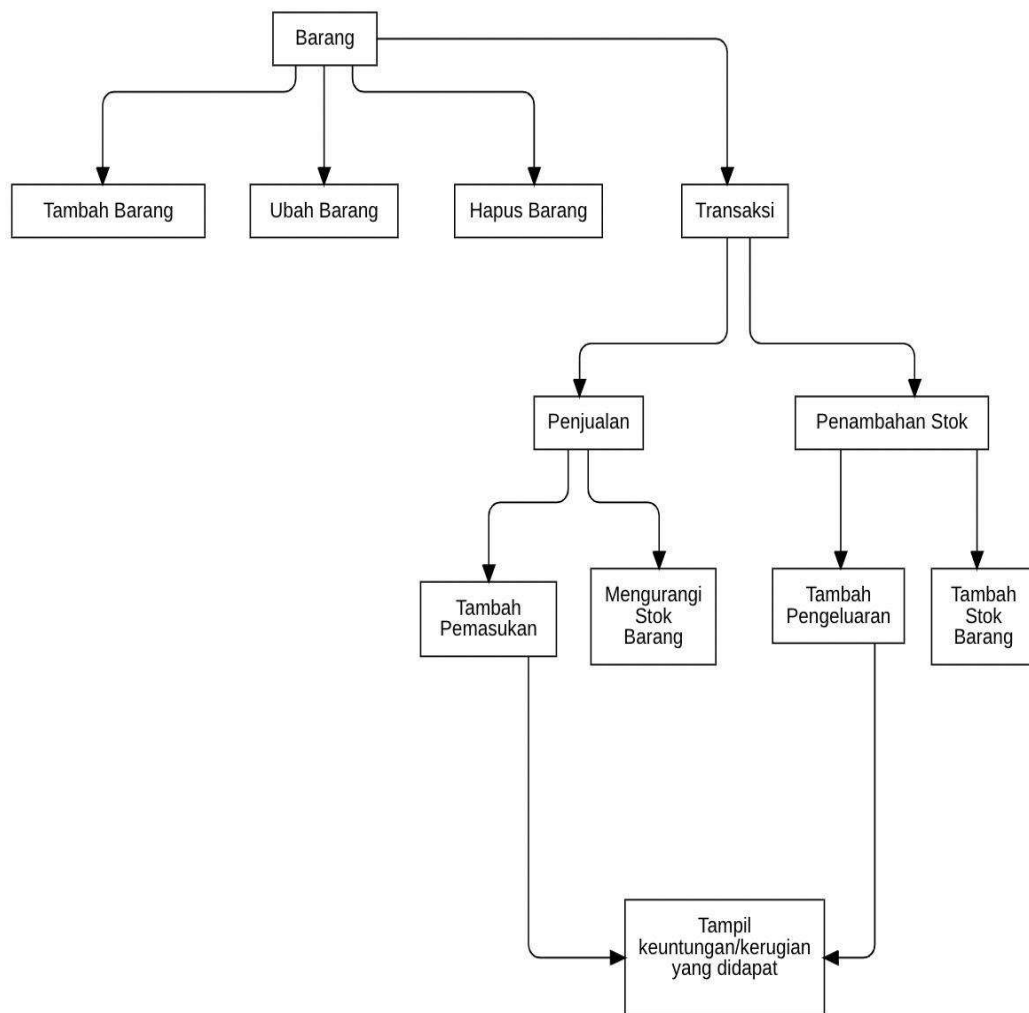 Barang
Tambah Barang
Ubah Barang
Hapus Barang
Transaksi
Penjualan
Penambahan Stok
Tambah
Pemasukan
Mengurangi
Stok
Barang
Tambah
Pengeluaran
Tambah
Stok
Barang
Tampil
keuntungan/kerugian
yang didapat